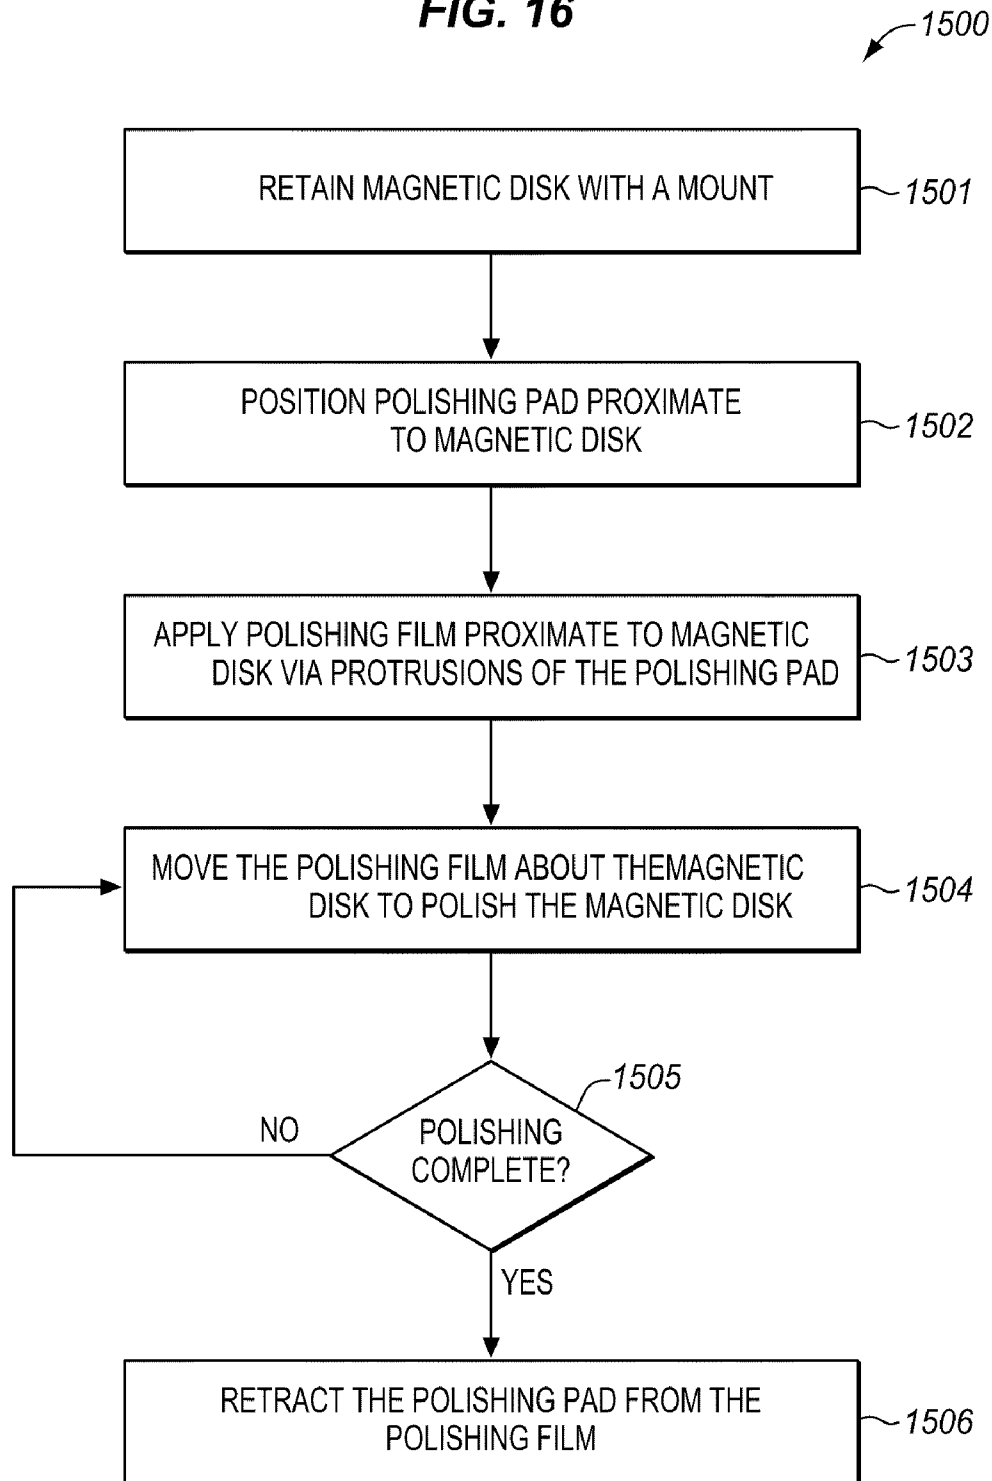 FIG. 16
1500
RETAIN MAGNETIC DISK WITH A MOUNT
1501
POSITION POLISHING PAD PROXIMATE
TO MAGNETIC DISK
1502
APPLY POLISHING FILM PROXIMATE TO MAGNETIC
DISK VIA PROTRUSIONS OF THE POLISHING PAD
1503
MOVE THE POLISHING FILM ABOUT THEMAGNETIC
DISK TO POLISH THE MAGNETIC DISK
1504
1505
POLISHING
COMPLETE?
NO
YES
RETRACT THE POLISHING PAD FROM THE
POLISHING FILM
1506